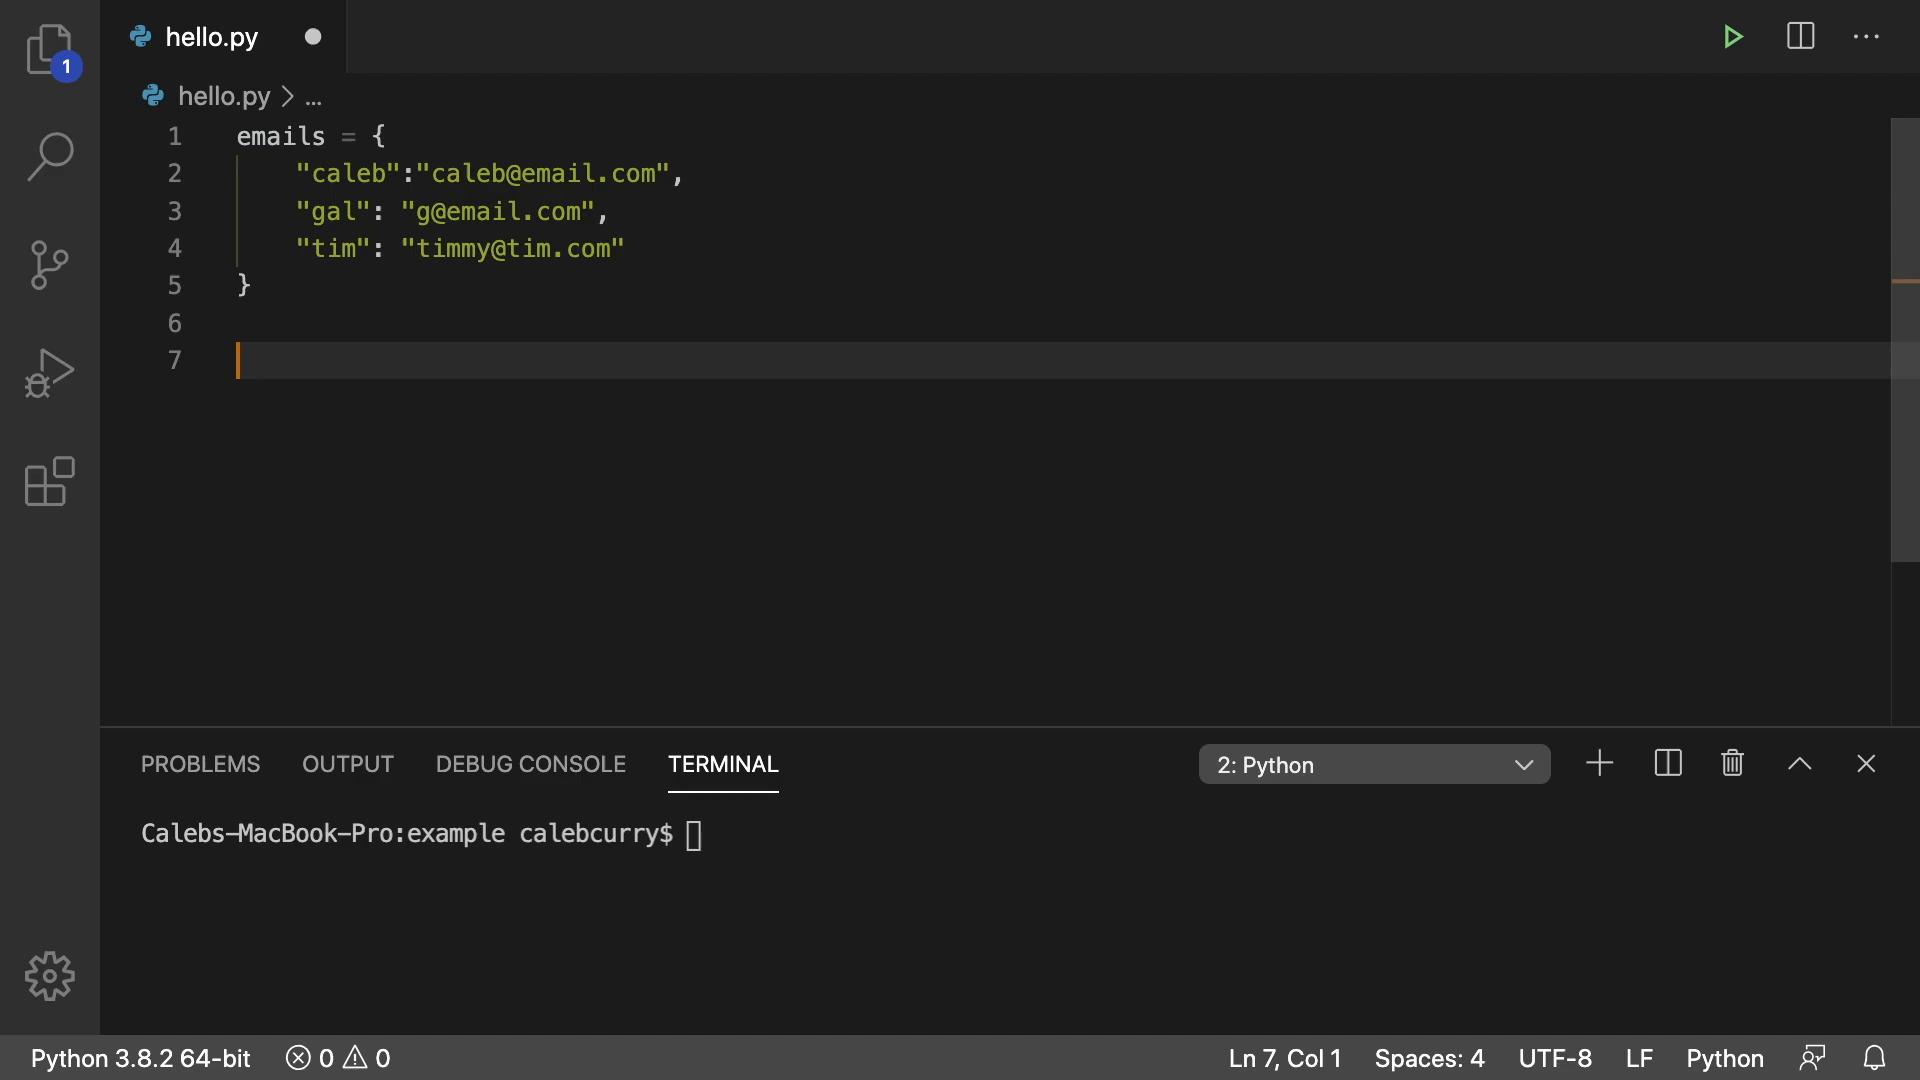 hello.py
1
hello.py > ...
1 emails = {
2 "caleb":"caleb@email.com",
3 "gal": "g@email.com",
4 "tim": "timmy@tim.com"
5 }
6
7
PROBLEMS OUTPUT DEBUG CONSOLE TERMINAL 2: Python
Calebs-MacBook-Pro:example calebcurry$
Python 3.8.2 64-bit 0 0 Ln 7, Col 1 Spaces: 4 UTF-8 LF Python